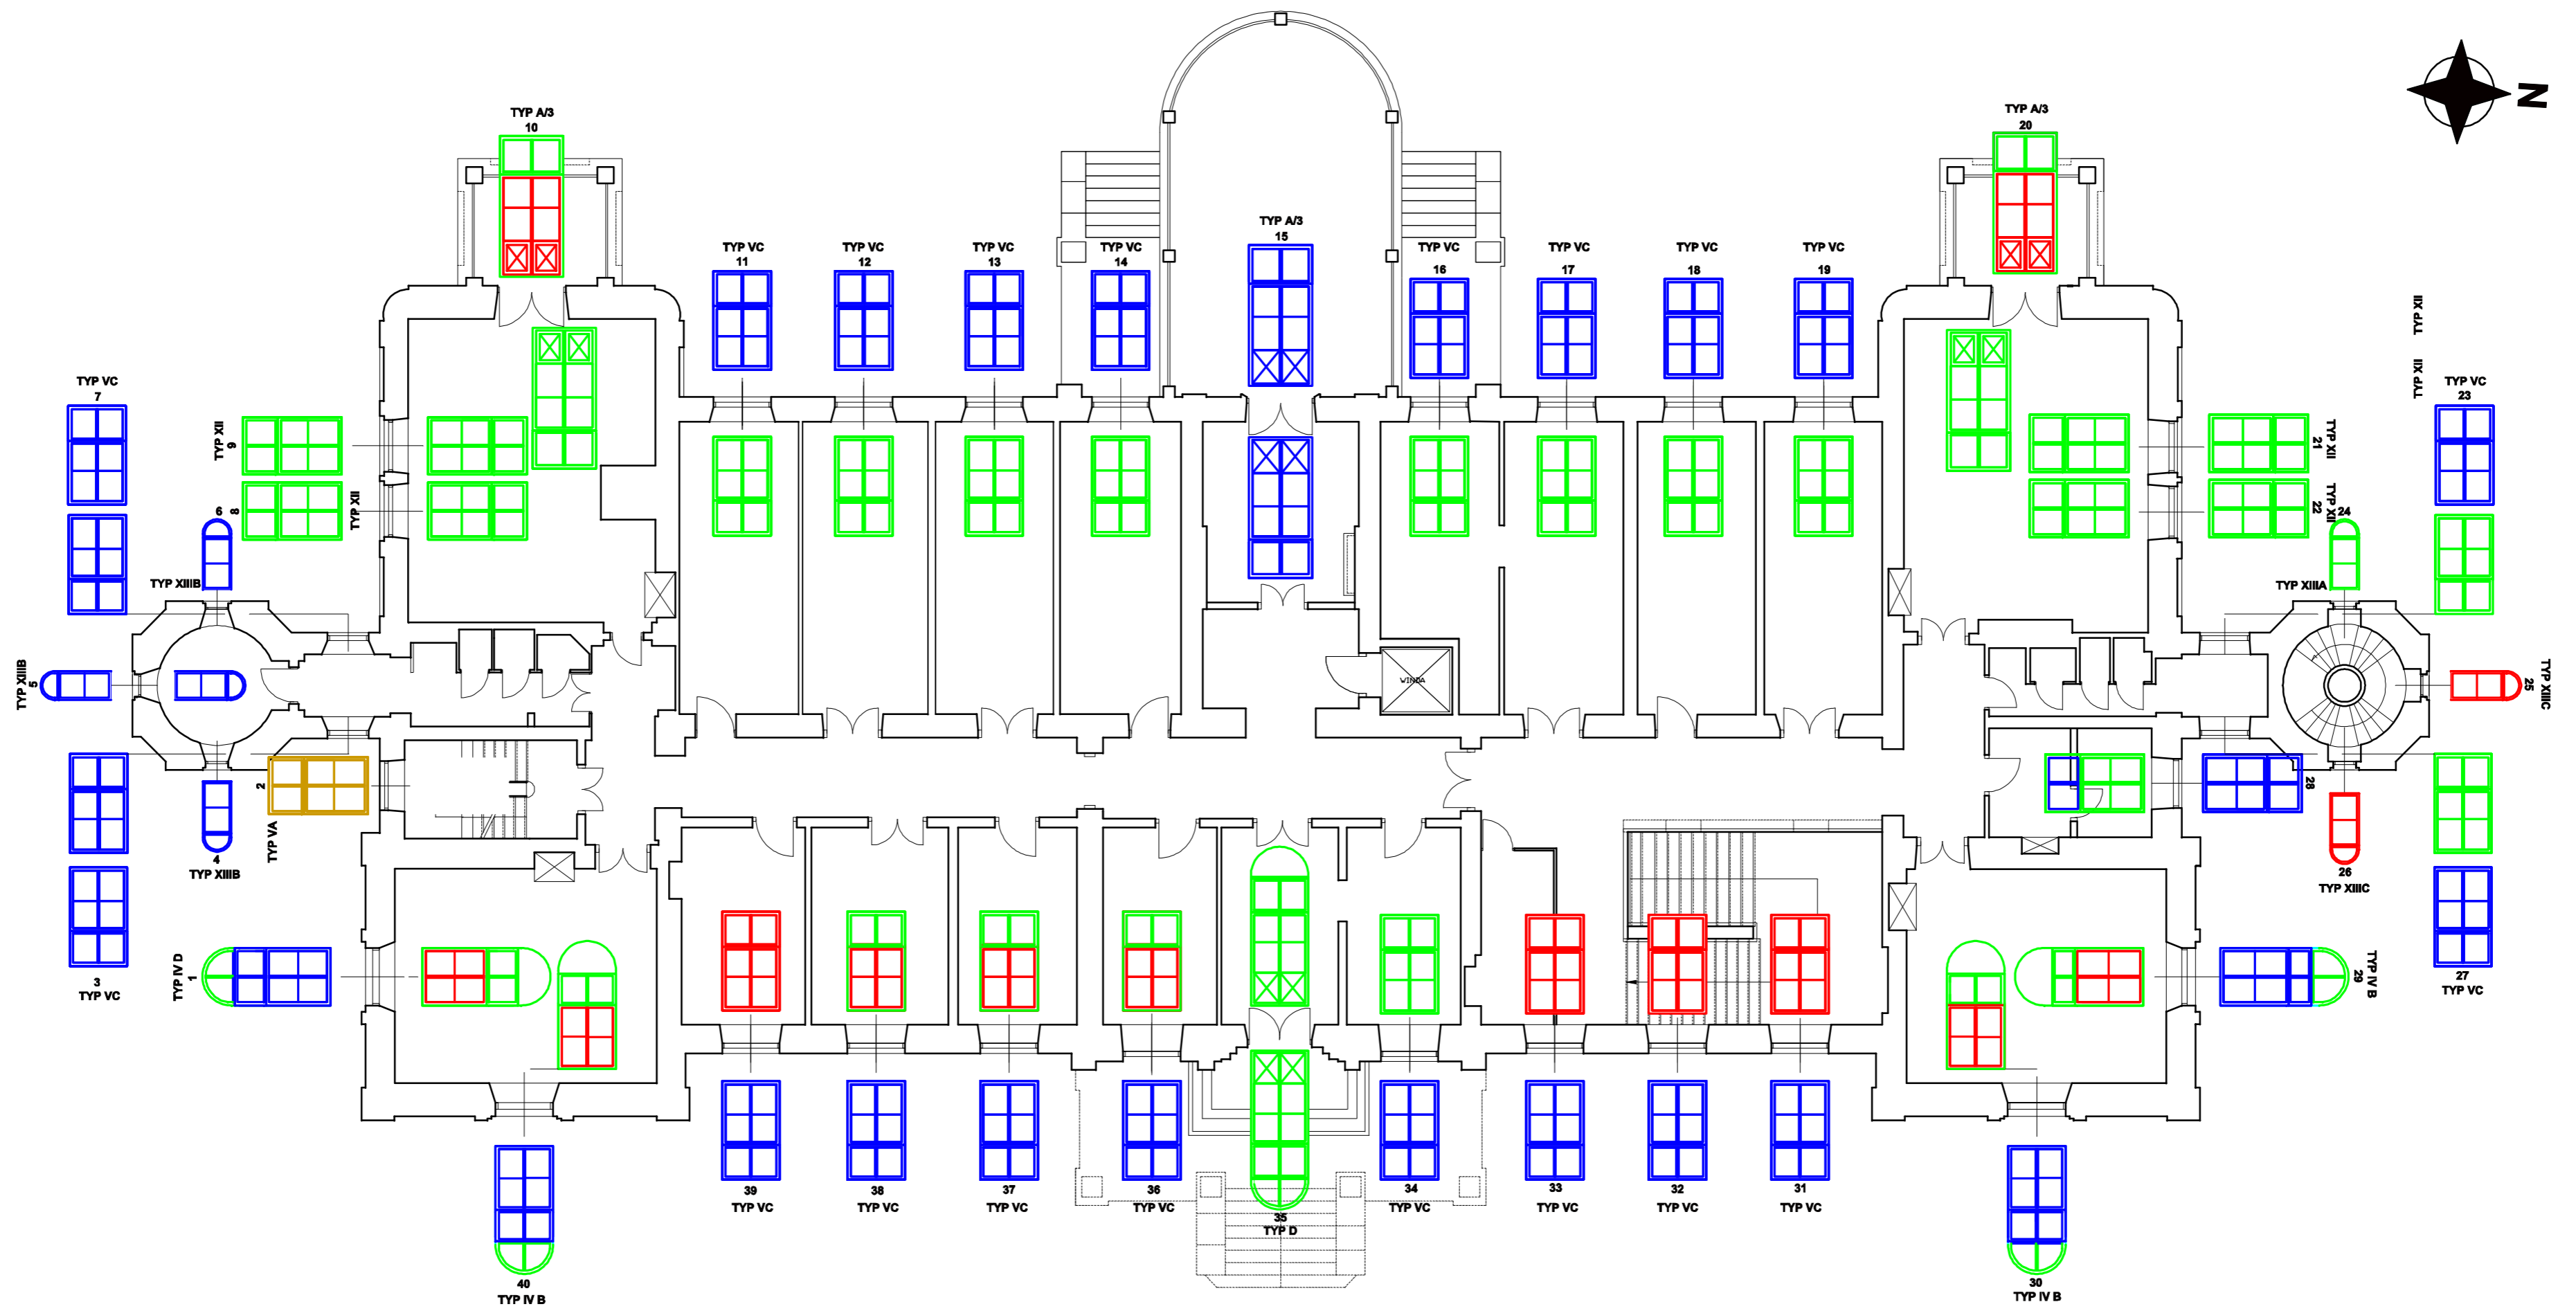 N
TYP A/3
10
TYP A/3
20
TYP A/3
15
TYP VC
11
TYP VC
12
TYP VC
13
TYP VC
14
TYP VC
16
TYP VC
17
TYP VC
18
TYP VC
19
TYP XII
TYP XII
TYP VC
7
TYP VC
23
TYP XII
9
TYP XII
8
6
TYP XIIIB
TYP XII
21
TYP XII
22
24
TYP XIIIA
TYP XIIIB
5
WINDA
TYP XIIIC
25
2
TYP VA
4
TYP XIIIB
28
26
TYP XIIIC
3
TYP VC
TYP IV D
1
TYP IV B
29
27
TYP VC
39
TYP VC
38
TYP VC
37
TYP VC
36
TYP VC
35
TYP D
34
TYP VC
33
TYP VC
32
TYP VC
31
TYP VC
40
TYP IV B
30
TYP IV B